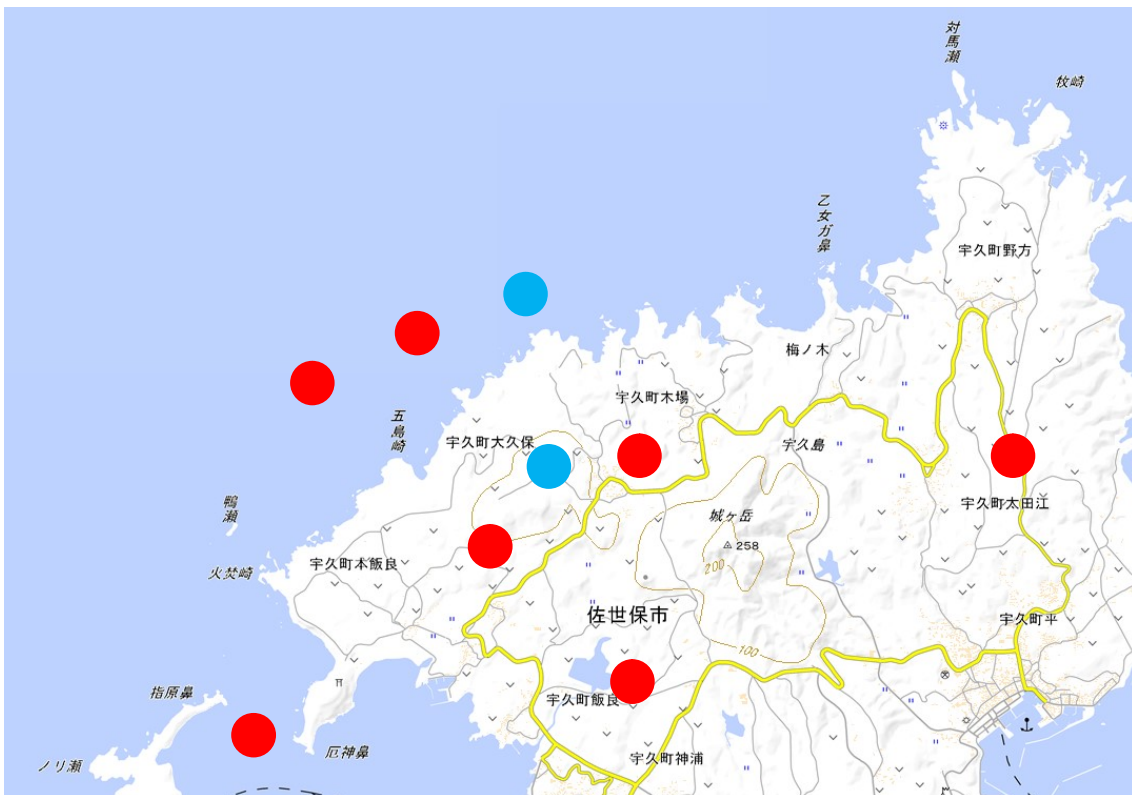 対馬瀬
牧崎
乙女ガ鼻
宇久町野方
梅ノ木
宇久町木場
五島崎
宇久町大久保
宇久島
宇久町太田江
鴨瀬
城ヶ岳
258
200
宇久町本飯良
火焚崎
佐世保市
宇久町平
100
指原鼻
宇久町飯良
厄神鼻
宇久町神浦
ノリ瀬